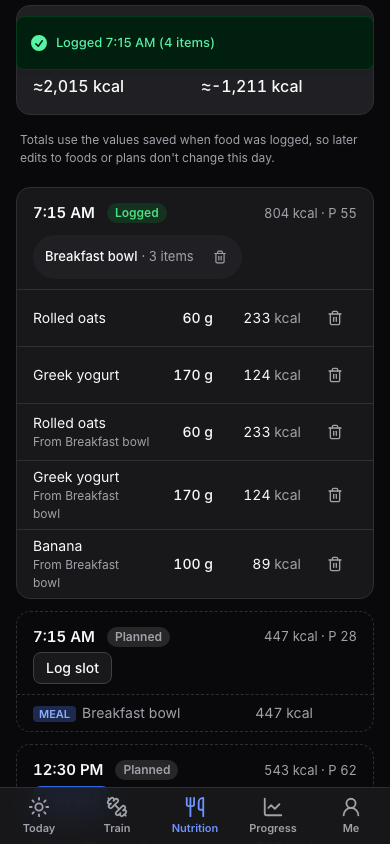 Logged 7:15 AM (4 items)
≈2,015 kcal ≈-1,211 kcal
Totals use the values saved when food was logged, so later
edits to foods or plans don't change this day.
7:15 AM Logged 804 kcal · P 55
Breakfast bowl · 3 items
Rolled oats 60 g 233 kcal
Greek yogurt 170 g 124 kcal
Rolled oats
From Breakfast bowl 60 g 233 kcal
Greek yogurt
From Breakfast
bowl 170 g 124 kcal
Banana
From Breakfast
bowl 100 g 89 kcal
7:15 AM Planned 447 kcal · P 28
Log slot
MEAL Breakfast bowl 447 kcal
12:30 PM Planned 543 kcal · P 62
Today Train Nutrition Progress Me